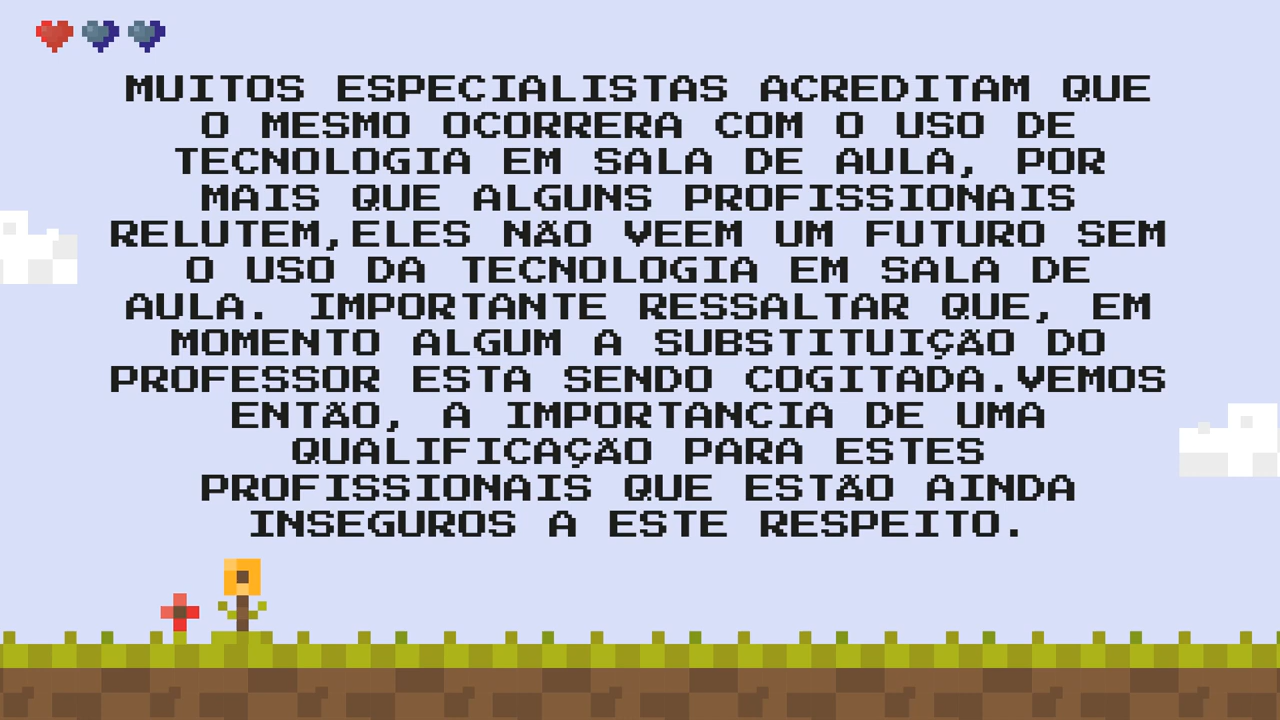 MUITOS ESPECIALISTAS ACREDITAM QUE
O MESMO OCORRERA COM O USO DE
TECNOLOGIA EM SALA DE AULA, POR
MAIS QUE ALGUNS PROFISSIONAIS
RELUTEM,ELES NÃO VEEM UM FUTURO SEM
O USO DA TECNOLOGIA EM SALA DE
AULA. IMPORTANTE RESSALTAR QUE, EM
MOMENTO ALGUM A SUBSTITUIÇÃO DO
PROFESSOR ESTA SENDO COGITADA.VEMOS
ENTÃO, A IMPORTANCIA DE UMA
QUALIFICAÇÃO PARA ESTES
PROFISSIONAIS QUE ESTÃO AINDA
INSEGUROS A ESTE RESPEITO.